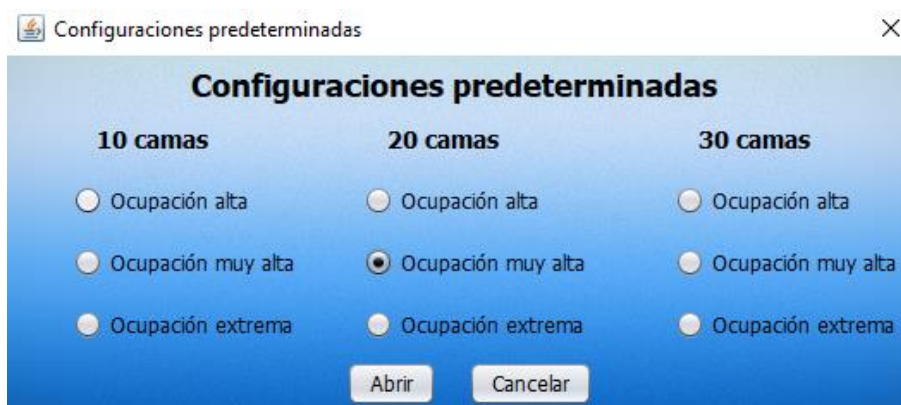 Configuraciones predeterminadas
Configuraciones predeterminadas
10 camas 20 camas 30 camas
Ocupación alta Ocupación alta Ocupación alta
Ocupación muy alta Ocupación muy alta Ocupación muy alta
Ocupación extrema Ocupación extrema Ocupación extrema
Abrir Cancelar